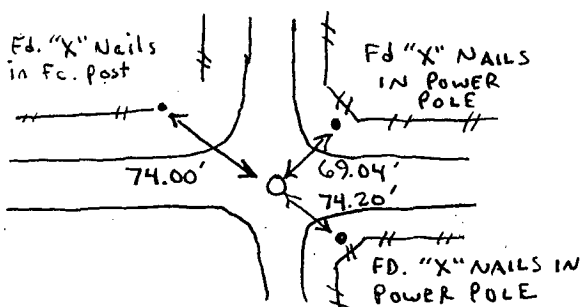 Fd. "X" Nails
in Fc. Post
Fd "X" NAILS
IN POWER
POLE
74.00'
69.04'
74.20'
FD. "X" NAILS IN
POWER POLE